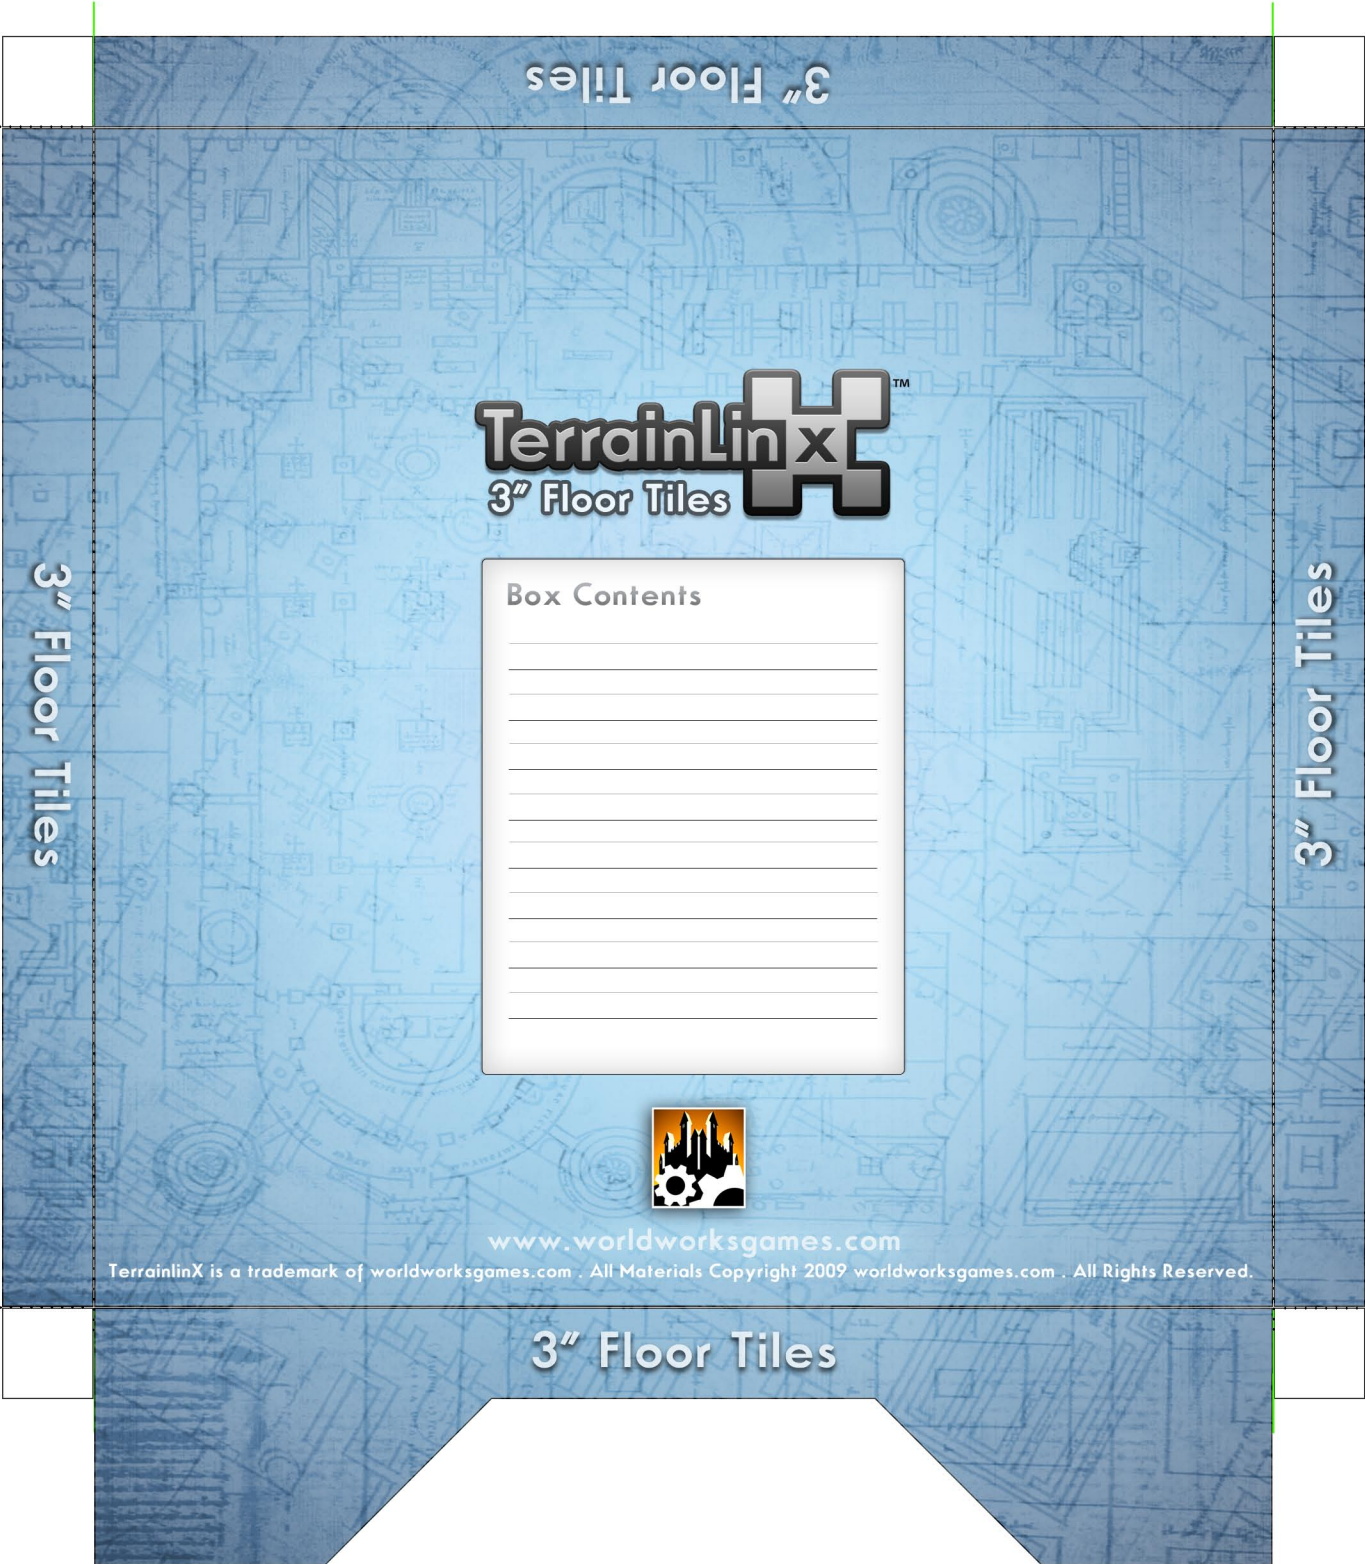 3″ Floor Tiles
TerrainLinx™
3″ Floor Tiles
Box Contents
3″ Floor Tiles
3″ Floor Tiles
www.worldworksgames.com
TerrainlinX is a trademark of worldworksgames.com . All Materials Copyright 2009 worldworksgames.com . All Rights Reserved.
3″ Floor Tiles